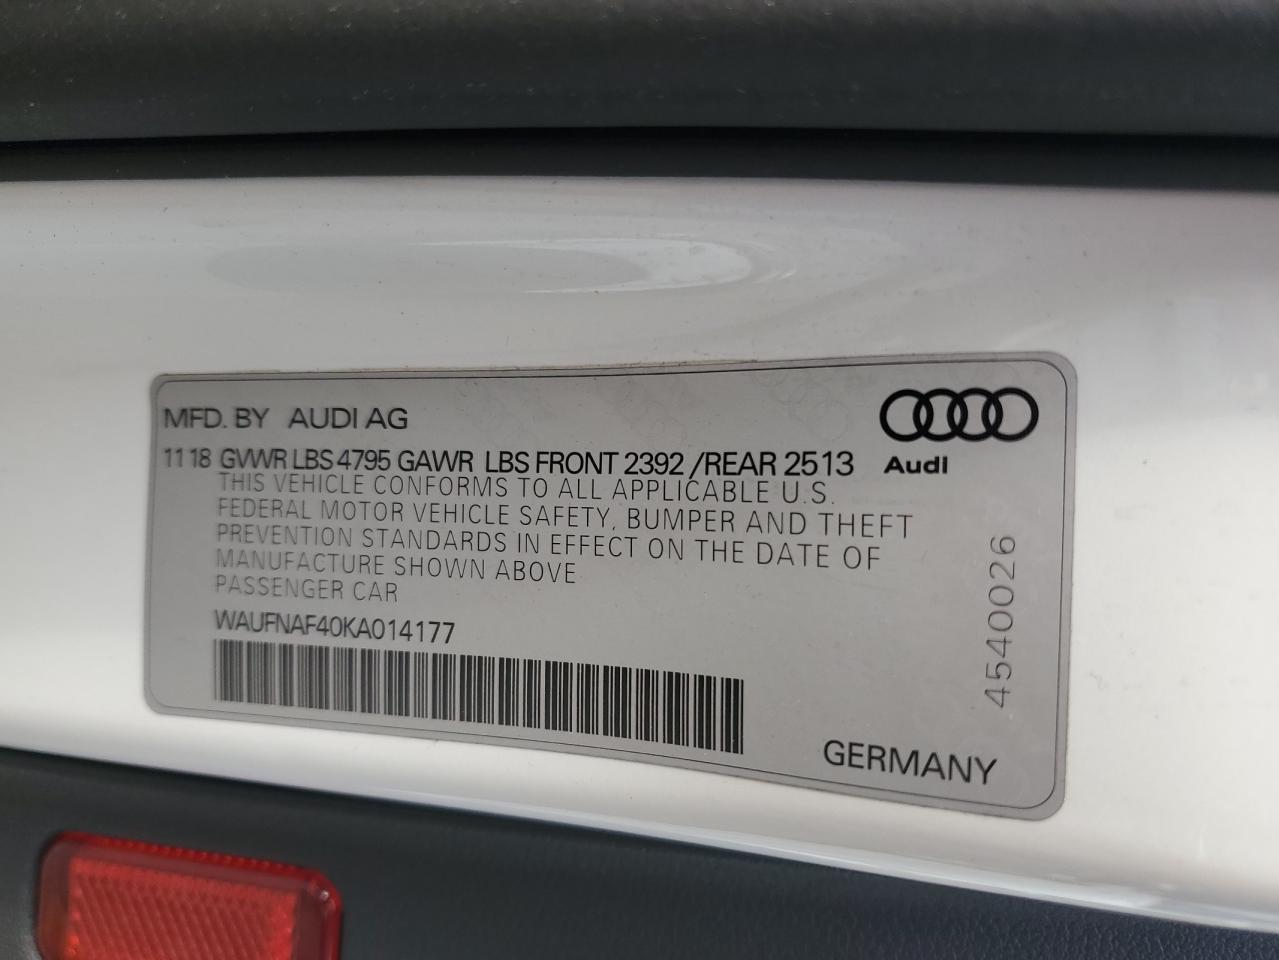 MFD. BY AUDI AG
1118 GVWR LBS 4795 GAWR LBS FRONT 2392 /REAR 2513
Audi
THIS VEHICLE CONFORMS TO ALL APPLICABLE U.S.
FEDERAL MOTOR VEHICLE SAFETY, BUMPER AND THEFT
PREVENTION STANDARDS IN EFFECT ON THE DATE OF
MANUFACTURE SHOWN ABOVE
PASSENGER CAR
WAUFNAF40KA014177
4540026
GERMANY